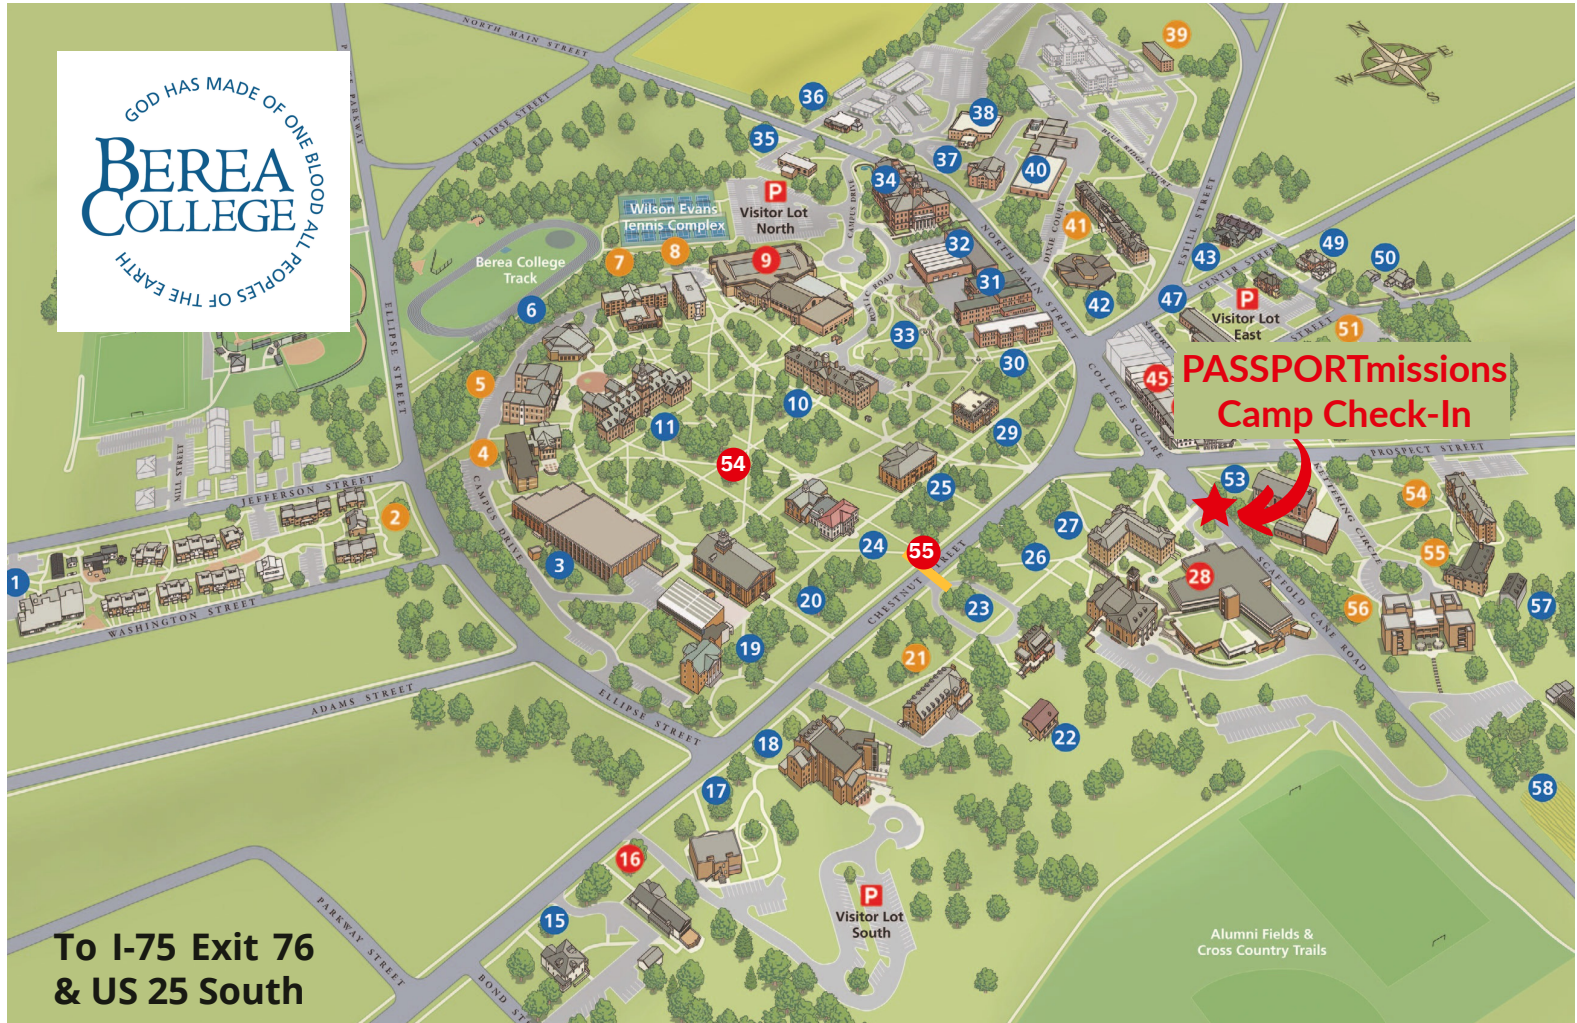 GOD HAS MADE OF ONE BLOOD ALL PEOPLES OF THE EARTH
BEREA
COLLEGE
NORTH MAIN STREET
ELLIPSE STREET
N
E
W
S
39
36
38
35
37
40
BLUE RIDGE COURT
34
P
Visitor Lot
North
Wilson Evans
Tennis Complex
CAMPUS DRIVE
DIXIE COURT
41
ESTILL STREET
43
49
50
CENTER STREET
47
P
Visitor Lot
East
STREET
51
NORTH MAIN STREET
32
31
42
7
8
9
Berea College
Track
6
33
30
ELLIPSE STREET
5
10
11
29
4
54
25
COLLEGE SQUARE
45
PASSPORTmissions
Camp Check-In
PROSPECT STREET
53
KETTERING CIRCLE
54
MILL STREET
JEFFERSON STREET
2
CAMPUS DRIVE
1
WASHINGTON STREET
3
24
55
CHESTNUT STREET
27
26
28
SCAFFOLD CANE ROAD
55
56
57
20
23
19
21
22
ADAMS STREET
ELLIPSE STREET
18
17
58
16
15
P
Visitor Lot
South
PARKWAY STREET
Alumni Fields &
Cross Country Trails
To I-75 Exit 76
& US 25 South